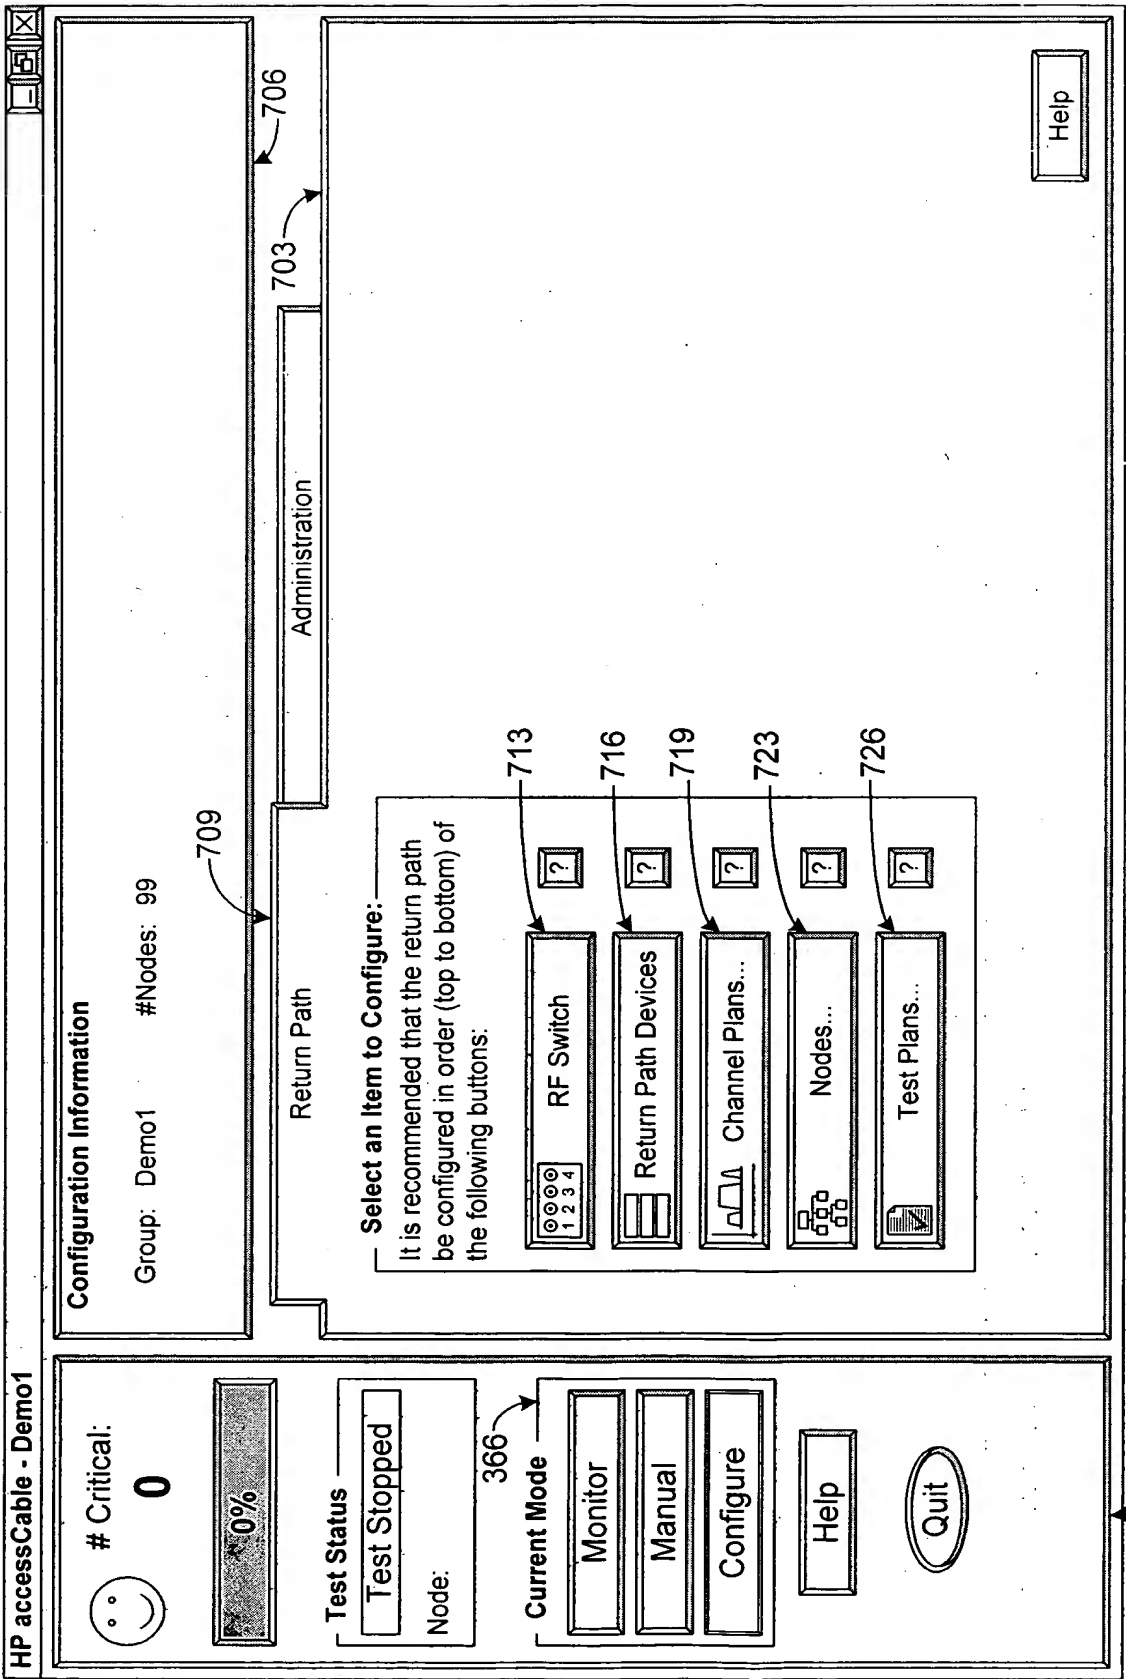 HP accessCable - Demo1
# Critical:
0
0%
Test Status
Test Stopped
Node:
366
Current Mode
Monitor
Manual
Configure
Help
Quit
Configuration Information
Group: Demo1 #Nodes: 99
706
709
703
Return Path
Administration
Select an Item to Configure:
It is recommended that the return path
be configured in order (top to bottom) of
the following buttons:
1 2 3 4
RF Switch
?
713
Return Path Devices
?
716
Channel Plans...
?
719
Nodes...
?
723
Test Plans...
?
726
Help